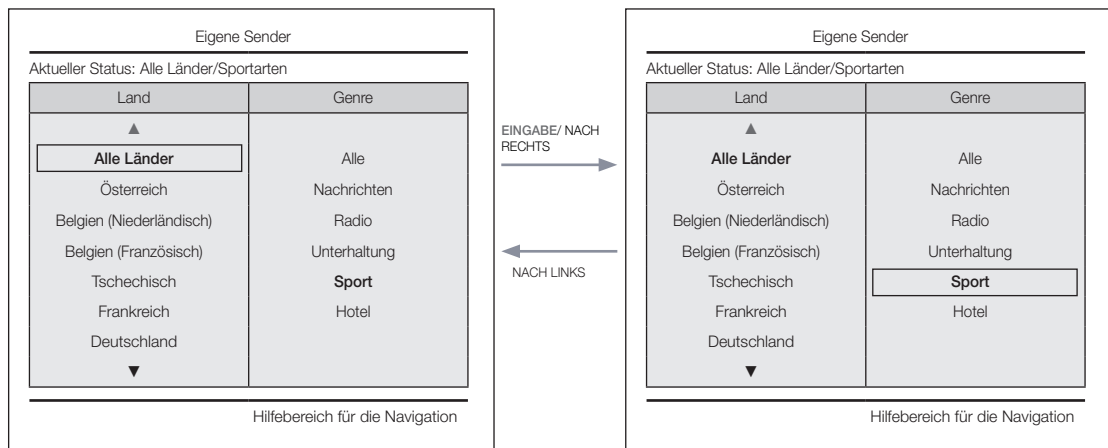 Eigene Sender
Aktueller Status: Alle Länder/Sportarten
Land Genre
▲
Alle Länder Alle
Österreich Nachrichten
Belgien (Niederländisch) Radio
Belgien (Französisch) Unterhaltung
Tschechisch Sport
Frankreich Hotel
Deutschland
▼
Hilfebereich für die Navigation
EINGABE/ NACH
RECHTS
NACH LINKS
Eigene Sender
Aktueller Status: Alle Länder/Sportarten
Land Genre
▲
Alle Länder Alle
Österreich Nachrichten
Belgien (Niederländisch) Radio
Belgien (Französisch) Unterhaltung
Tschechisch Sport
Frankreich Hotel
Deutschland
▼
Hilfebereich für die Navigation